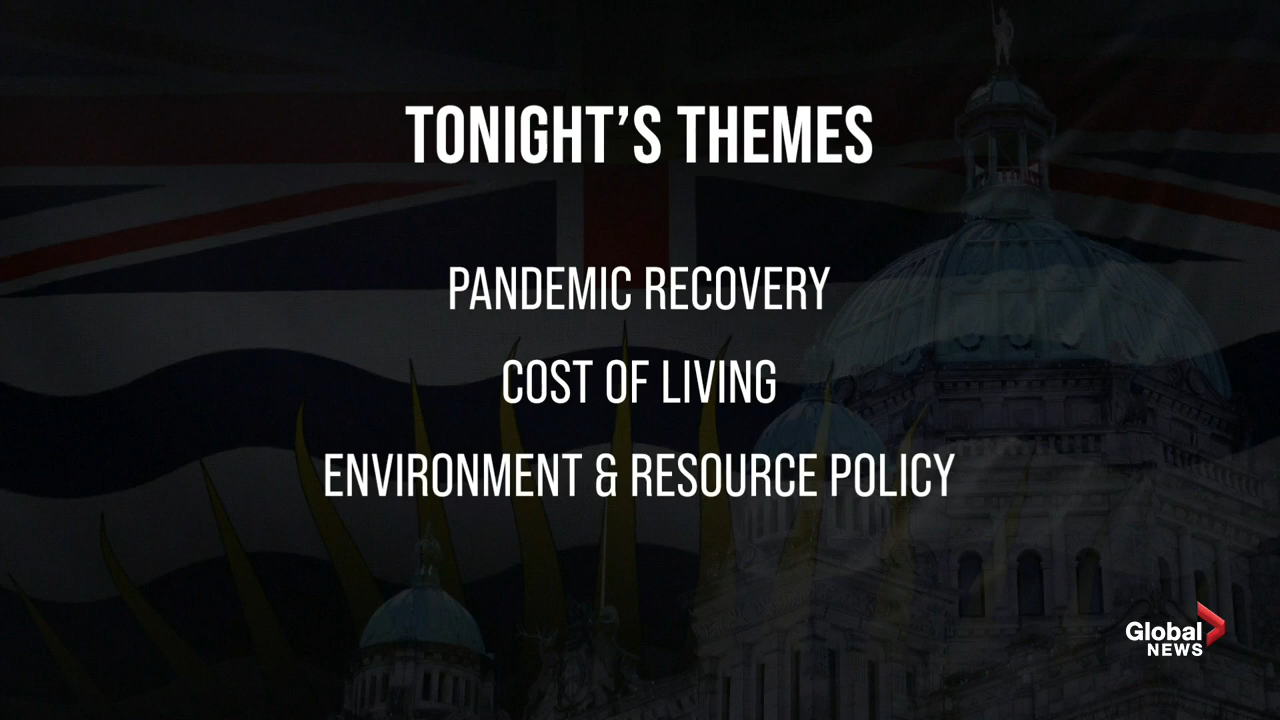 TONIGHT'S THEMES
PANDEMIC RECOVERY
COST OF LIVING
ENVIRONMENT & RESOURCE POLICY
Global
NEWS